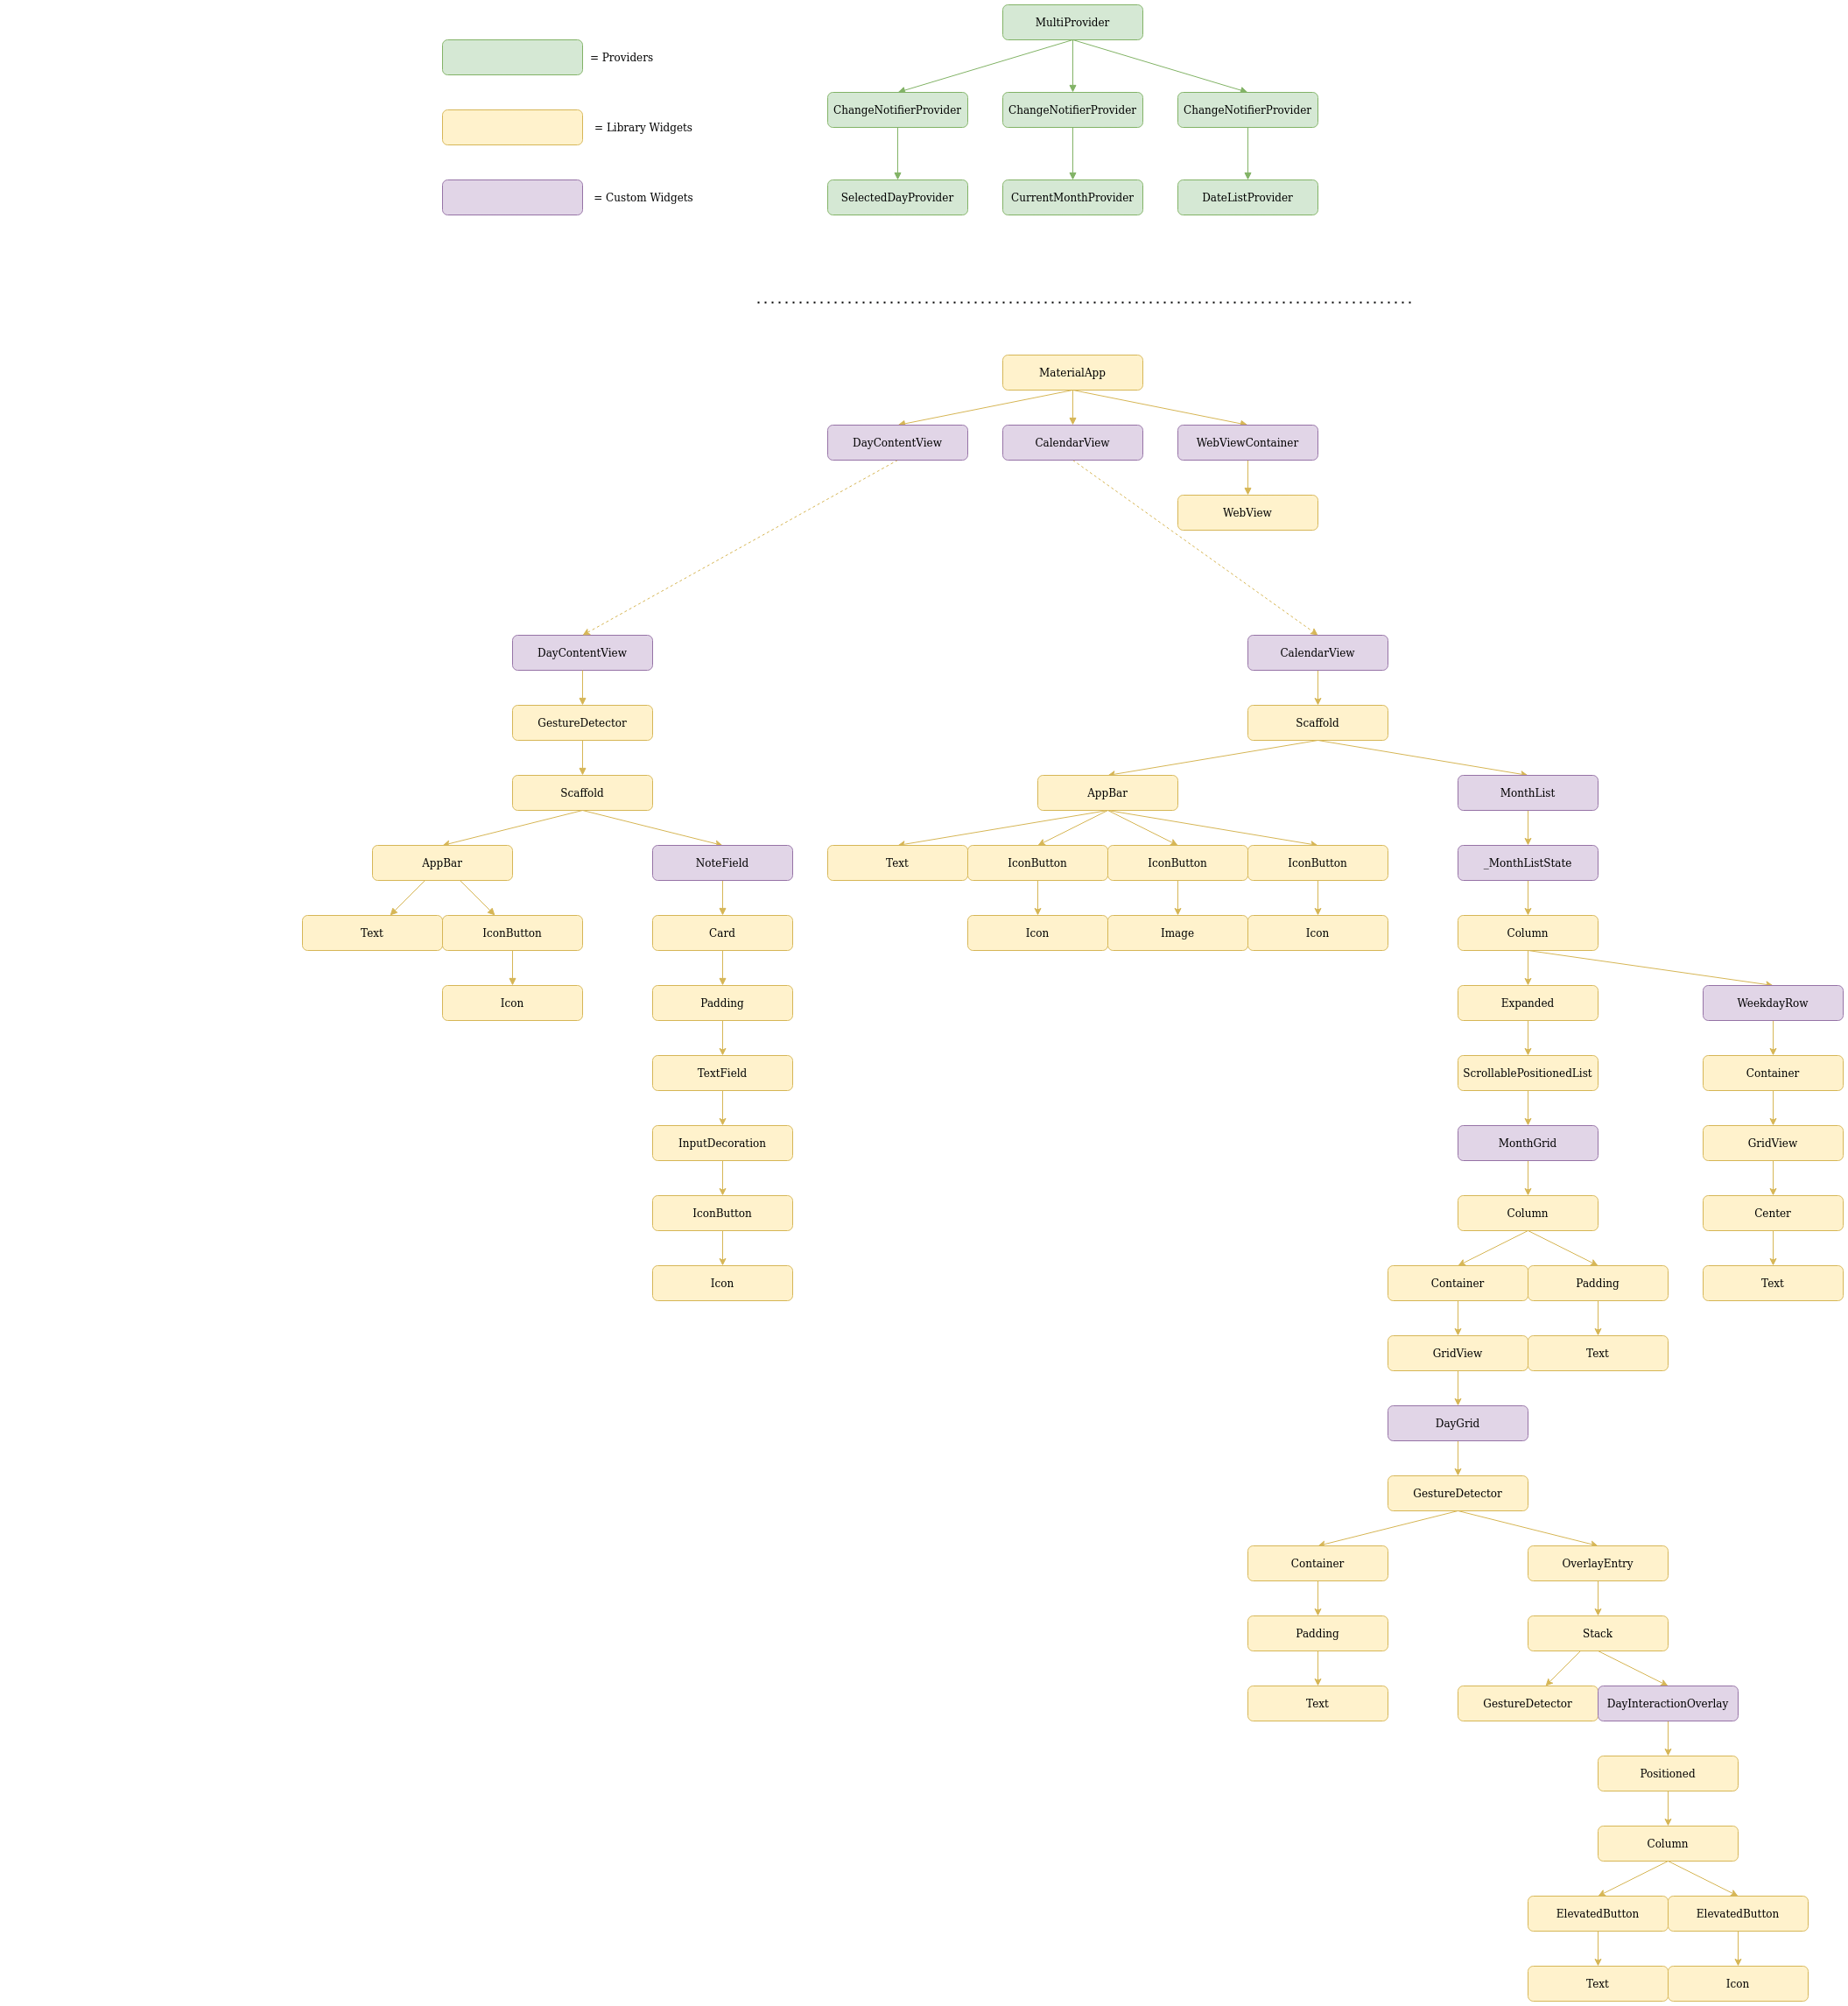 MultiProvider
= Providers
ChangeNotifierProvider
ChangeNotifierProvider
ChangeNotifierProvider
= Library Widgets
= Custom Widgets
SelectedDayProvider
CurrentMonthProvider
DateListProvider
MaterialApp
DayContentView
CalendarView
WebViewContainer
WebView
DayContentView
CalendarView
GestureDetector
Scaffold
Scaffold
AppBar
MonthList
AppBar
NoteField
Text
IconButton
IconButton
IconButton
_MonthListState
Text
IconButton
Card
Icon
Image
Icon
Column
Icon
Padding
Expanded
WeekdayRow
TextField
ScrollablePositionedList
Container
InputDecoration
MonthGrid
GridView
IconButton
Column
Center
Icon
Container
Padding
Text
GridView
Text
DayGrid
GestureDetector
Container
OverlayEntry
Padding
Stack
Text
GestureDetector
DayInteractionOverlay
Positioned
Column
ElevatedButton
ElevatedButton
Text
Icon